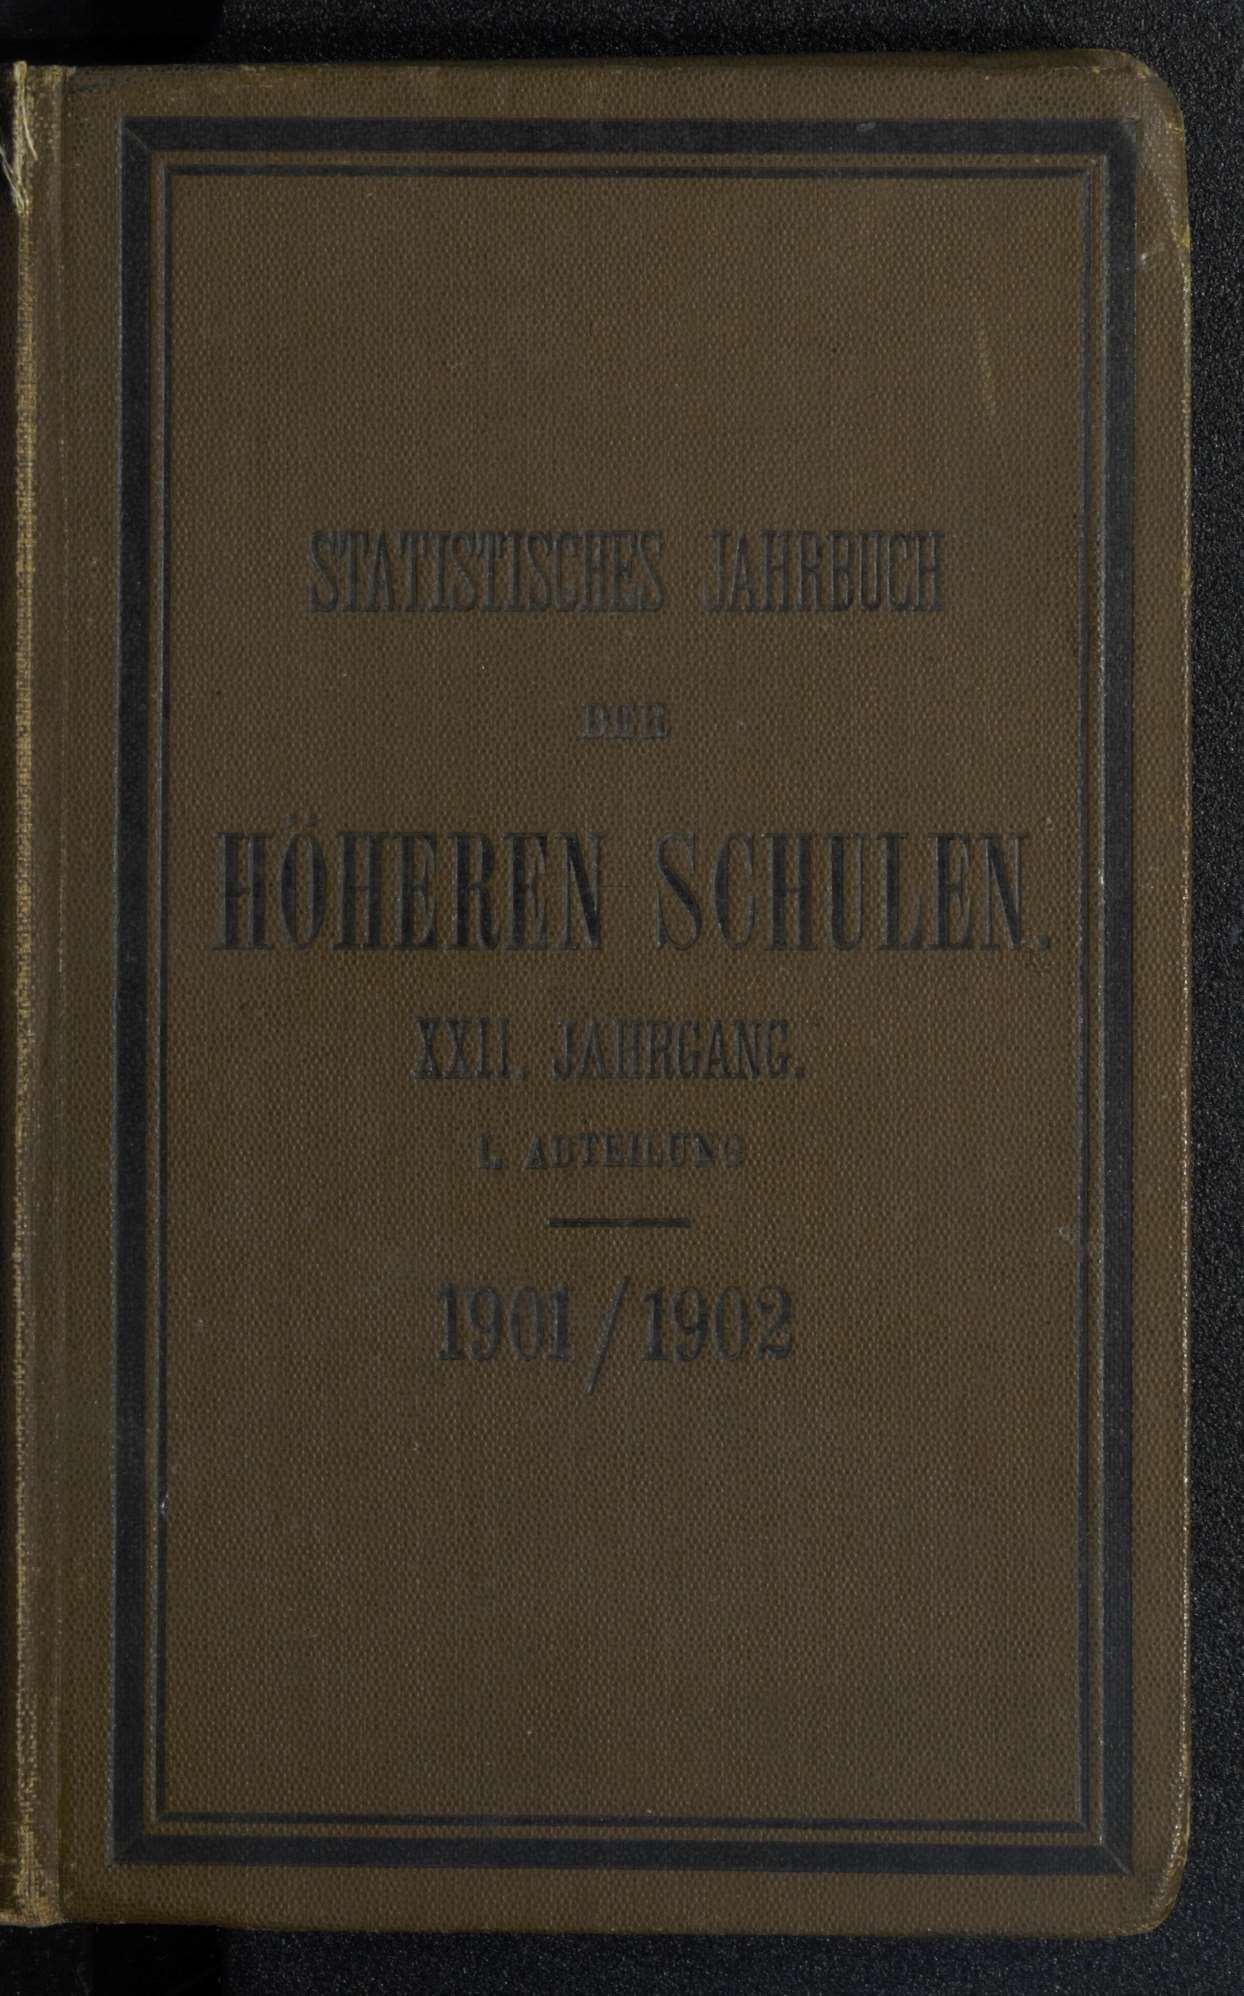 STATISTISCHES JAHRBUCH
DER
HÖHEREN SCHULEN.
XXII. JAHRGANG.
I. ABTEILUNG
1901/1902